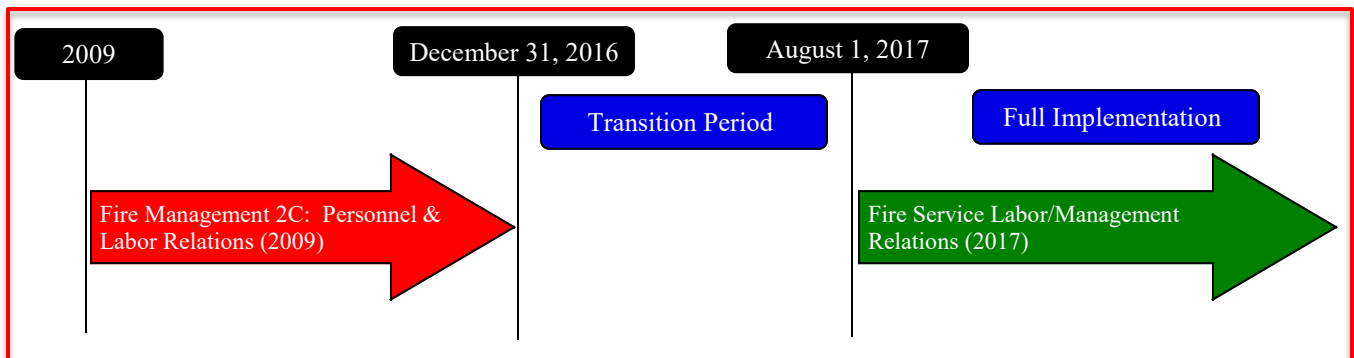 2009
December 31, 2016
August 1, 2017
Transition Period
Full Implementation
Fire Management 2C:  Personnel &
Labor Relations (2009)
Fire Service Labor/Management
Relations (2017)